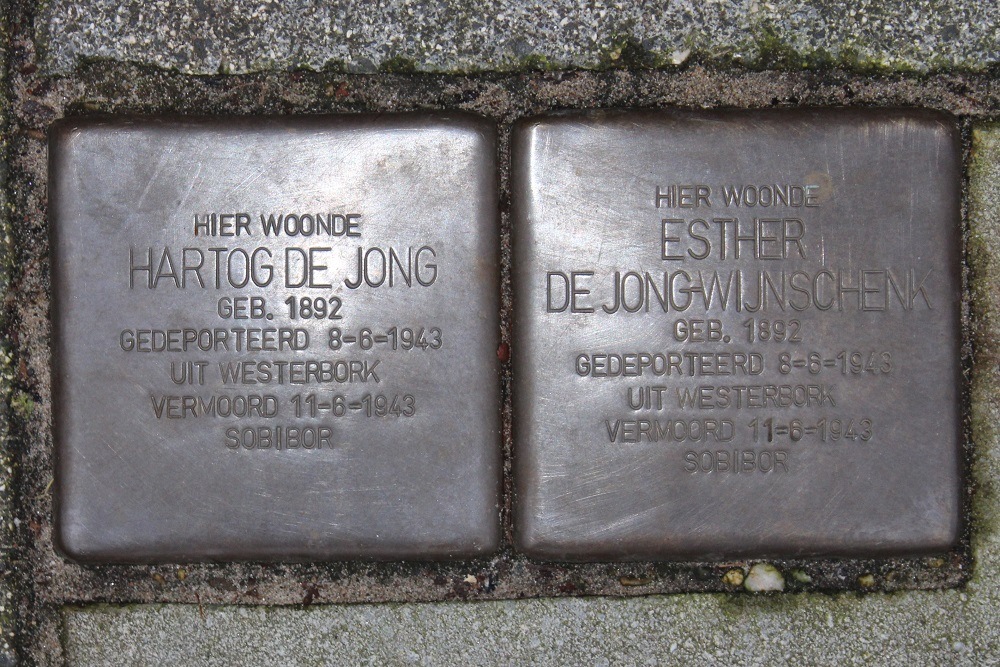 HIER WOONDE
HARTOG DE JONG
GEB. 1892
GEDEPORTEERD 8-6-1943
UIT WESTERBORK
VERMOORD 11-6-1943
SOBIBOR
HIER WOONDE
ESTHER
DE JONG-WIJNSCHENK
GEB. 1892
GEDEPORTEERD 8-6-1943
UIT WESTERBORK
VERMOORD 11-6-1943
SOBIBOR